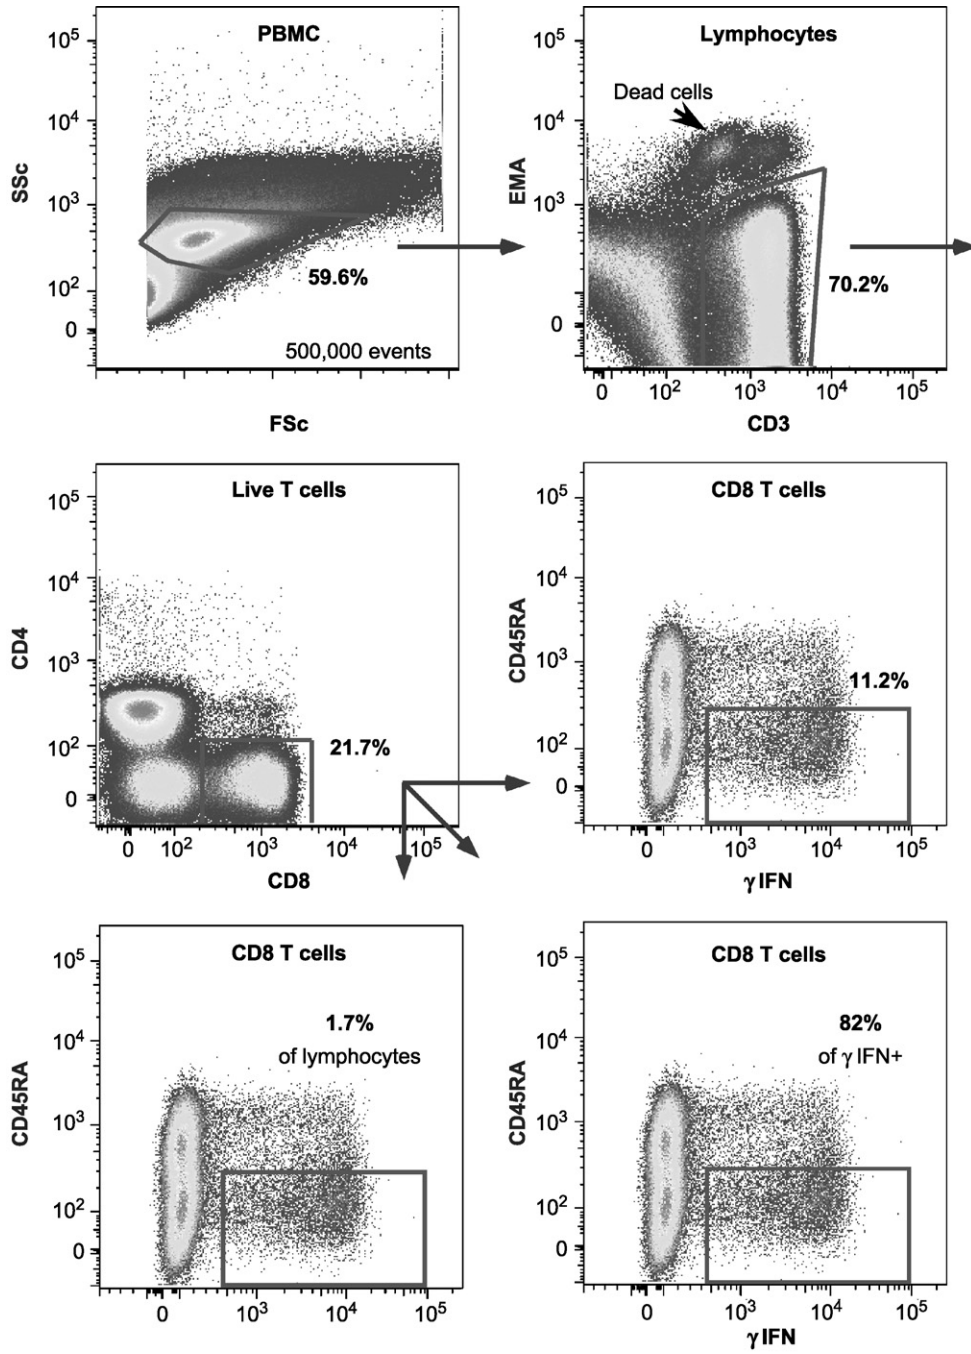 PBMC
10⁵
10⁴
10³
10²
0
SSc
59.6%
500,000 events
FSc
Lymphocytes
Dead cells
10⁵
10⁴
10³
0
EMA
70.2%
0 10² 10³ 10⁴ 10⁵
CD3
Live T cells
10⁵
10⁴
10³
10²
0
CD4
21.7%
0 10² 10³ 10⁴ 10⁵
CD8
CD8 T cells
10⁵
10⁴
10³
10²
0
CD45RA
11.2%
0 10³ 10⁴ 10⁵
γ IFN
CD8 T cells
1.7%
of lymphocytes
10⁵
10⁴
10³
10²
0
CD45RA
0 10³ 10⁴ 10⁵
CD8 T cells
82%
of γ IFN+
10⁵
10⁴
10³
10²
0
CD45RA
0 10³ 10⁴ 10⁵
γ IFN